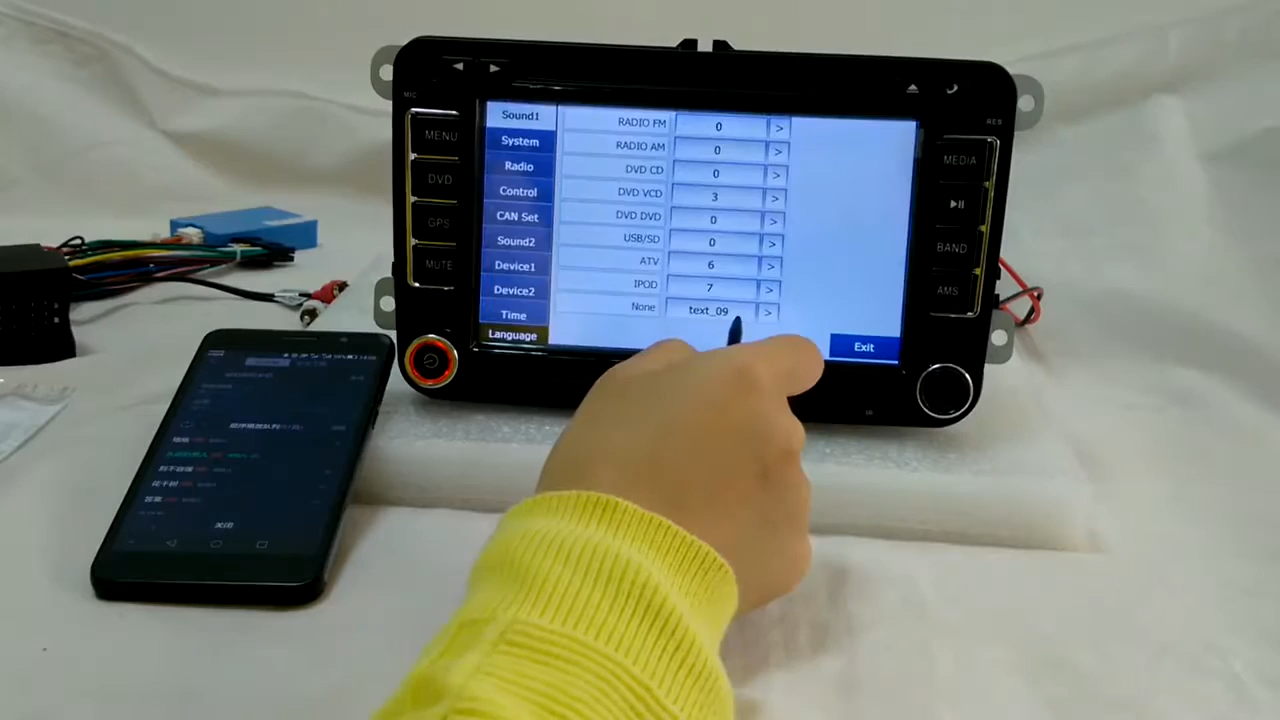 MIC
RES
MENU
DVD
GPS
MUTE
MEDIA
BAND
AMS
Sound1
System
Radio
Control
CAN Set
Sound2
Device1
Device2
Time
Language
RADIO FM 0 >
RADIO AM 0 >
DVD CD 0 >
DVD VCD 3 >
DVD DVD 0 >
USB/SD 0 >
ATV 6 >
IPOD 7 >
None text_09 >
Exit
关闭